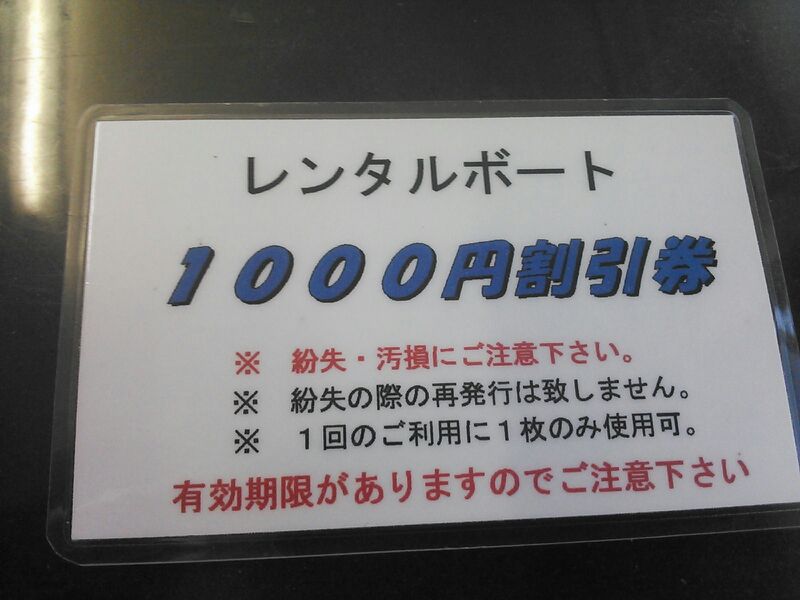 レンタルボート
１０００円割引券
※　紛失・汚損にご注意下さい。
※　紛失の際の再発行は致しません。
※　１回のご利用に１枚のみ使用可。
有効期限がありますのでご注意下さい